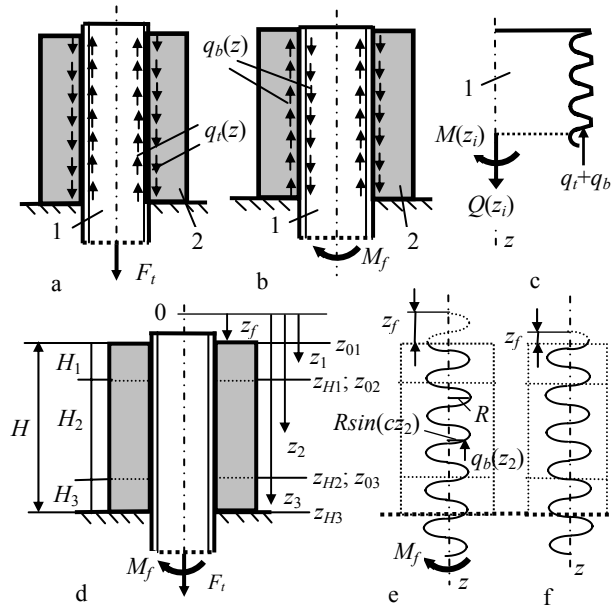 q_b(z)
q_t(z)
1
2
F_t
a
1
2
M_f
b
1
M(z_i)
Q(z_i)
q_t+q_b
z
c
0
z_f
z_01
z_1
H_1
z_H1; z_02
H
H_2
z_2
z_H2; z_03
H_3
z_3
z_H3
M_f
F_t
d
z_f
R
Rsin(cz_2)
q_b(z_2)
M_f
z
e
z_f
z
f